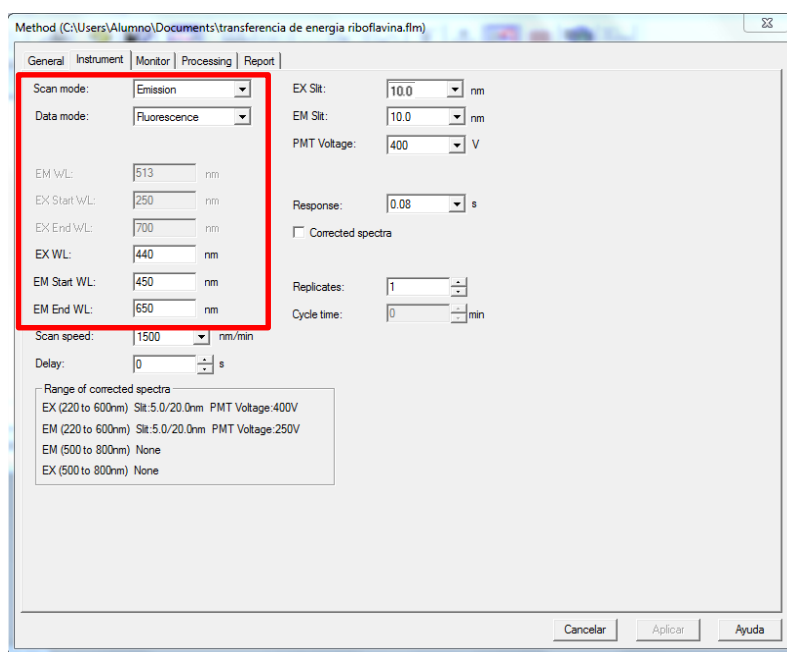 Method (C:\Users\Alumno\Documents\transferencia de energia riboflavina.flm)
General Instrument Monitor Processing Report
Scan mode: Emission
Data mode: Fluorescence
EM WL: 513 nm
EX Start WL: 250 nm
EX End WL: 700 nm
EX WL: 440 nm
EM Start WL: 450 nm
EM End WL: 650 nm
Scan speed: 1500 nm/min
Delay: 0 s
EX Slit: 10.0 nm
EM Slit: 10.0 nm
PMT Voltage: 400 V
Response: 0.08 s
Corrected spectra
Replicates: 1
Cycle time: 0 min
Range of corrected spectra
EX (220 to 600nm) Slit:5.0/20.0nm PMT Voltage:400V
EM (220 to 600nm) Slit:5.0/20.0nm PMT Voltage:250V
EM (500 to 800nm) None
EX (500 to 800nm) None
Cancelar Aplicar Ayuda